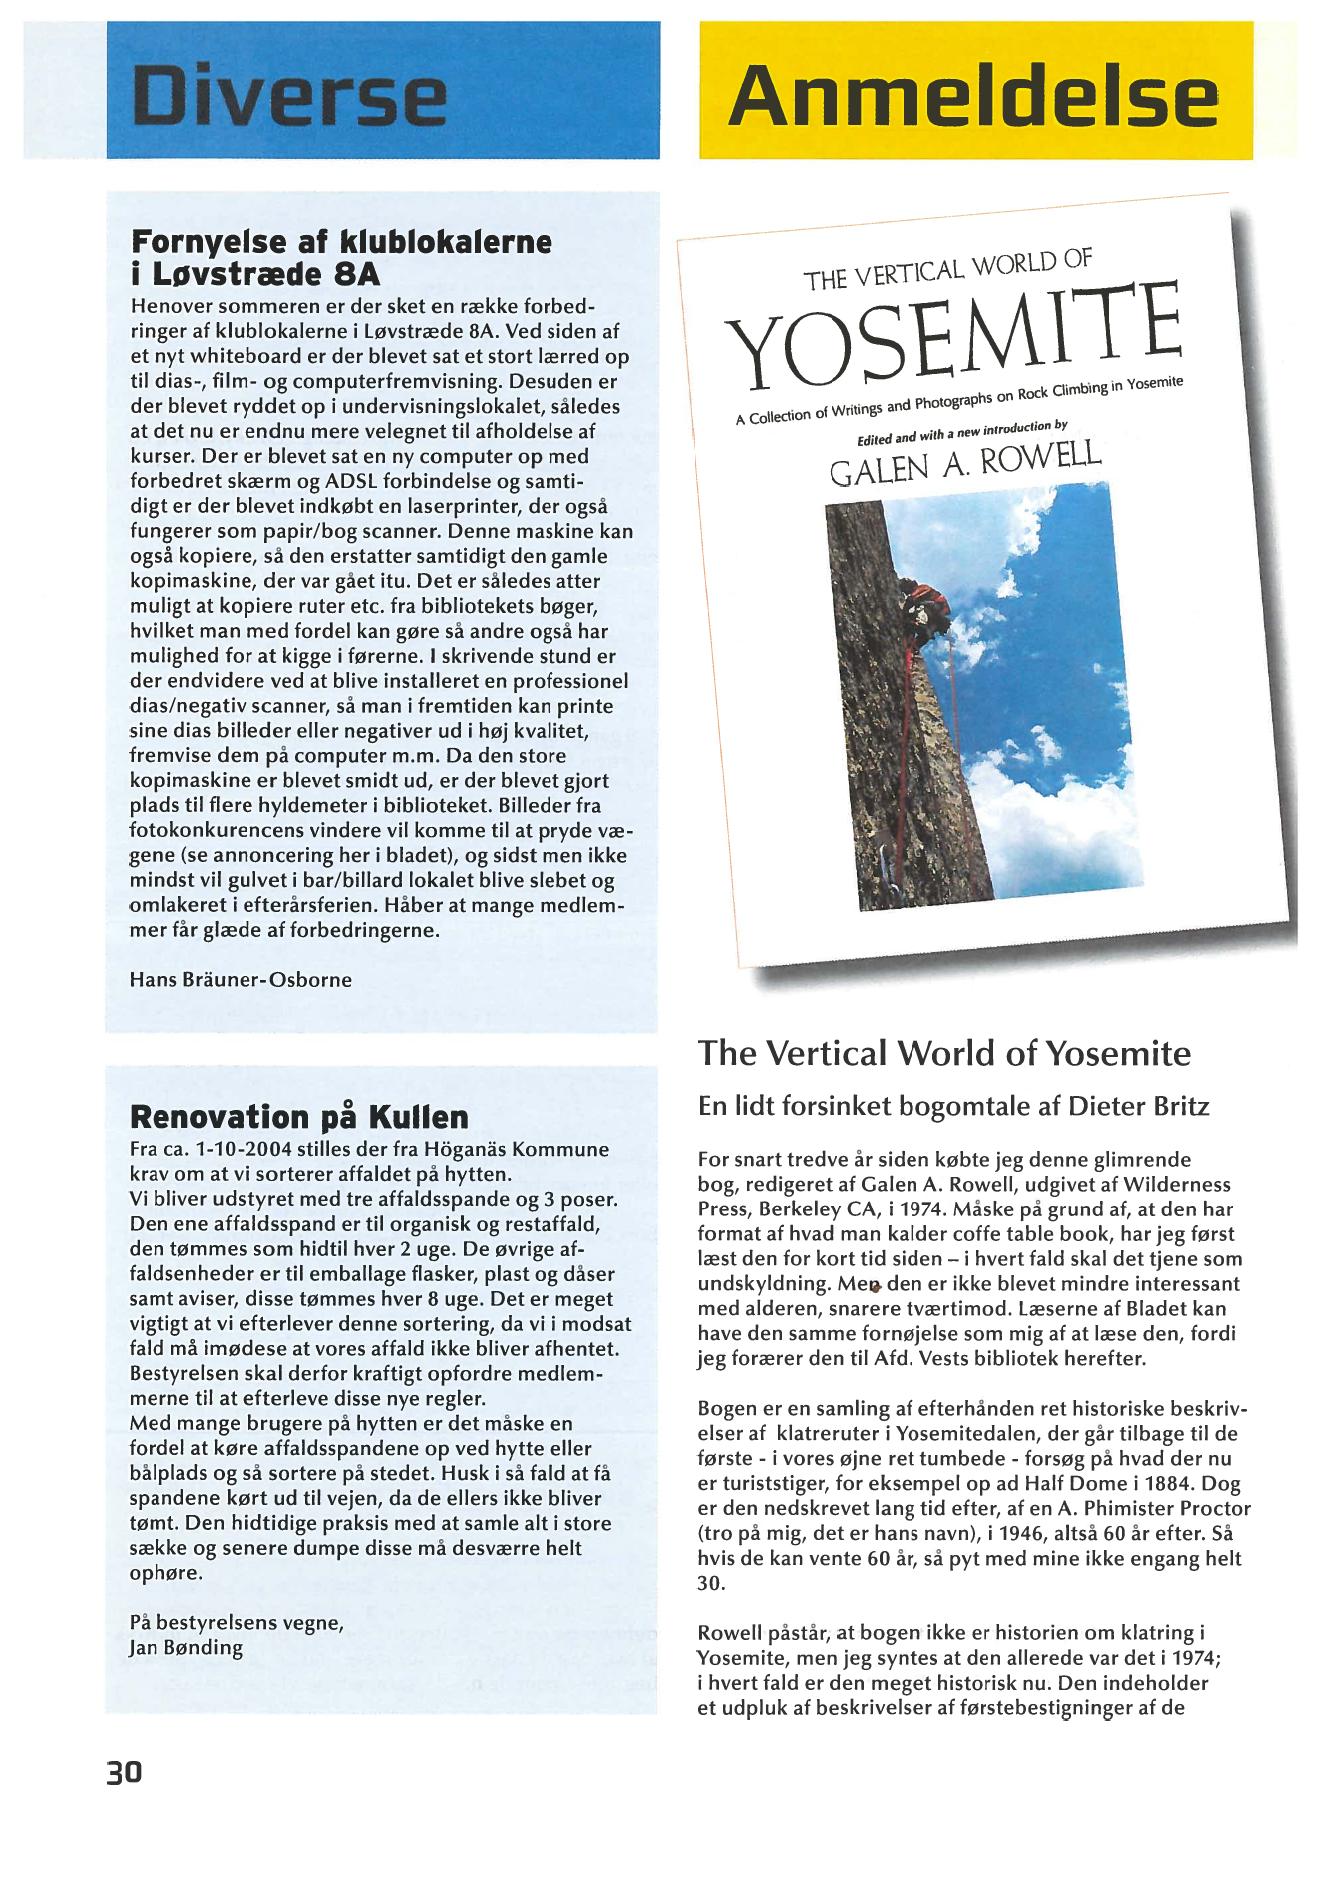 Diverse
Fornyelse af klublokalerne
i Løvstræde 8A
Henover sommeren er der sket en række forbed-
ringer af klublokalerne i Løvstræde 8A. Ved siden af
et nyt whiteboard er der blevet sat et stort lærred op
til dias-, film- og computerfremvisning. Desuden er
der blevet ryddet op i undervisningslokalet, således
at det nu er endnu mere velegnet til afholdelse af
kurser. Der er blevet sat en ny computer op med
forbedret skærm og ADSL forbindelse og samti-
digt er der blevet indkøbt en laserprinter, der også
fungerer som papir/bog scanner. Denne maskine kan
også kopiere, så den erstatter samtidigt den gamle
kopimaskine, der var gået itu. Det er således atter
muligt at kopiere ruter etc. fra bibliotekets bøger,
hvilket man med fordel kan gøre så andre også har
mulighed for at kigge i førerne. I skrivende stund er
der endvidere ved at blive installeret en professionel
dias/negativ scanner, så man i fremtiden kan printe
sine dias billeder eller negativer ud i høj kvalitet,
fremvise dem på computer m.m. Da den store
kopimaskine er blevet smidt ud, er der blevet gjort
plads til flere hyldemeter i biblioteket. Billeder fra
fotokonkurencens vindere vil komme til at pryde væ-
gene (se annoncering her i bladet), og sidst men ikke
mindst vil gulvet i bar/billard lokalet blive slebet og
omlakeret i efterårsferien. Håber at mange medlem-
mer får glæde af forbedringerne.
Hans Bräuner-Osborne
Renovation på Kullen
Fra ca. 1-10-2004 stilles der fra Höganäs Kommune
krav om at vi sorterer affaldet på hytten.
Vi bliver udstyret med tre affaldsspande og 3 poser.
Den ene affaldsspand er til organisk og restaffald,
den tømmes som hidtil hver 2 uge. De øvrige af-
faldsenheder er til emballage flasker, plast og dåser
samt aviser, disse tømmes hver 8 uge. Det er meget
vigtigt at vi efterlever denne sortering, da vi i modsat
fald må imødese at vores affald ikke bliver afhentet.
Bestyrelsen skal derfor kraftigt opfordre medlem-
merne til at efterleve disse nye regler.
Med mange brugere på hytten er det måske en
fordel at køre affaldsspandene op ved hytte eller
bålplads og så sortere på stedet. Husk i så fald at få
spandene kørt ud til vejen, da de ellers ikke bliver
tømt. Den hidtidige praksis med at samle alt i store
sække og senere dumpe disse må desværre helt
ophøre.
På bestyrelsens vegne,
Jan Bønding
30
Anmeldelse
THE VERTICAL WORLD OF
YOSEMITE
A Collection of Writings and Photographs on Rock Climbing in Yosemite
Edited and with a new introduction by
GALEN A. ROWELL
The Vertical World of Yosemite
En lidt forsinket bogomtale af Dieter Britz
For snart tredve år siden købte jeg denne glimrende
bog, redigeret af Galen A. Rowell, udgivet af Wilderness
Press, Berkeley CA, i 1974. Måske på grund af, at den har
format af hvad man kalder coffe table book, har jeg først
læst den for kort tid siden – i hvert fald skal det tjene som
undskyldning. Men den er ikke blevet mindre interessant
med alderen, snarere tværtimod. Læserne af Bladet kan
have den samme fornøjelse som mig af at læse den, fordi
jeg forærer den til Afd. Vests bibliotek herefter.
Bogen er en samling af efterhånden ret historiske beskriv-
elser af klatreruter i Yosemitedalen, der går tilbage til de
første - i vores øjne ret tumbede - forsøg på hvad der nu
er turiststiger, for eksempel op ad Half Dome i 1884. Dog
er den nedskrevet lang tid efter, af en A. Phimister Proctor
(tro på mig, det er hans navn), i 1946, altså 60 år efter. Så
hvis de kan vente 60 år, så pyt med mine ikke engang helt
30.
Rowell påstår, at bogen ikke er historien om klatring i
Yosemite, men jeg syntes at den allerede var det i 1974;
i hvert fald er den meget historisk nu. Den indeholder
et udpluk af beskrivelser af førstebestigninger af de